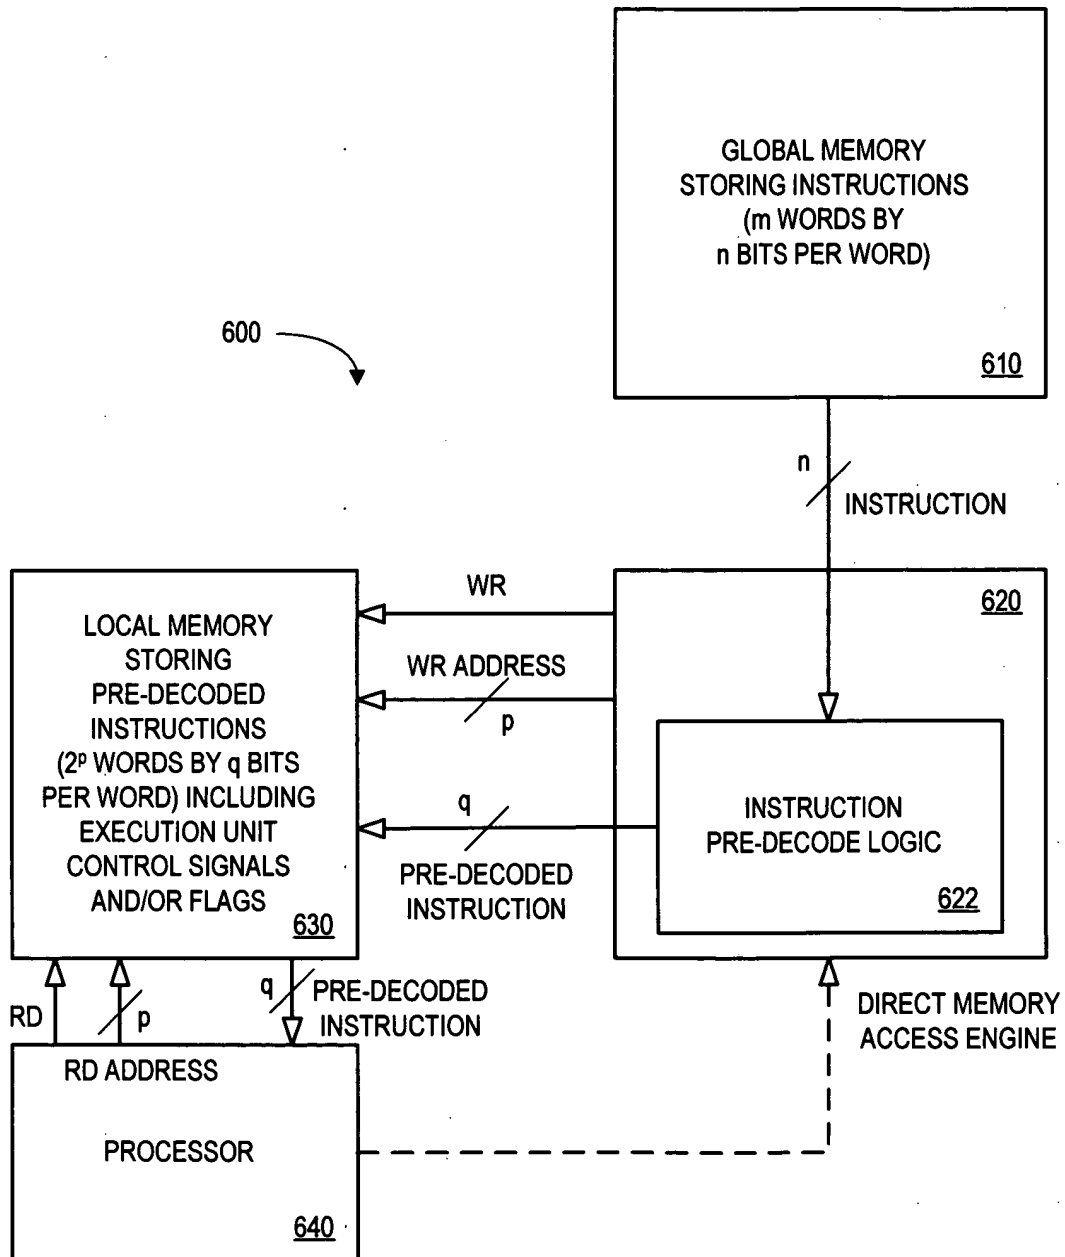 GLOBAL MEMORY
STORING INSTRUCTIONS
(m WORDS BY
n BITS PER WORD)
610
600
n
INSTRUCTION
620
WR
WR ADDRESS
p
LOCAL MEMORY
STORING
PRE-DECODED
INSTRUCTIONS
(2ᵖ WORDS BY q BITS
PER WORD) INCLUDING
EXECUTION UNIT
CONTROL SIGNALS
AND/OR FLAGS
630
q
PRE-DECODED
INSTRUCTION
INSTRUCTION
PRE-DECODE LOGIC
622
RD
p
q
PRE-DECODED
INSTRUCTION
DIRECT MEMORY
ACCESS ENGINE
RD ADDRESS
PROCESSOR
640